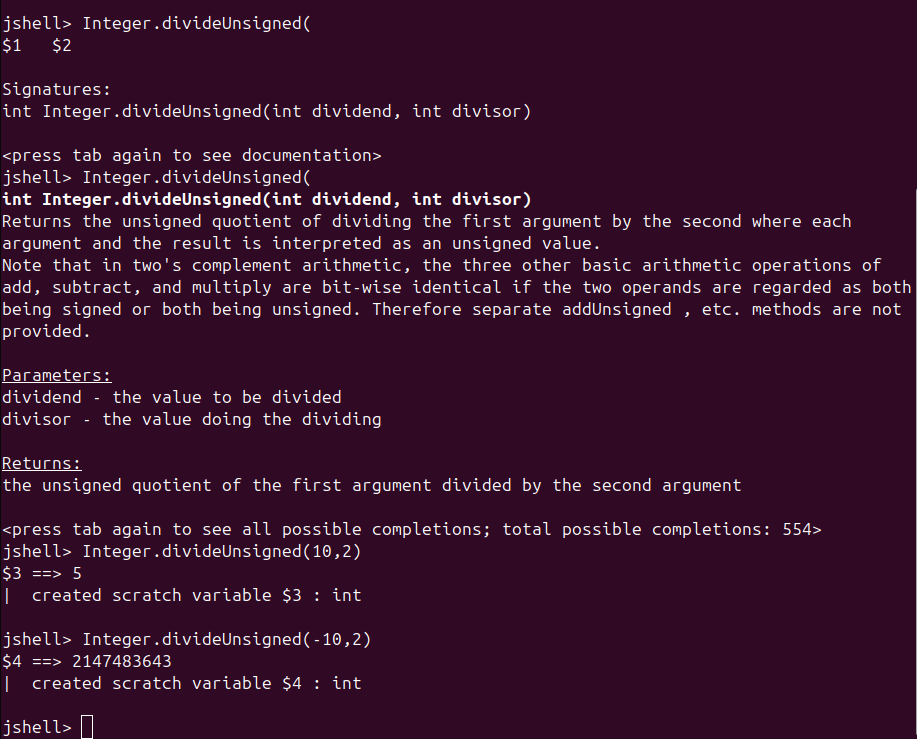 jshell> Integer.divideUnsigned(
$1   $2
Signatures:
int Integer.divideUnsigned(int dividend, int divisor)
<press tab again to see documentation>
jshell> Integer.divideUnsigned(
int Integer.divideUnsigned(int dividend, int divisor)
Returns the unsigned quotient of dividing the first argument by the second where each
argument and the result is interpreted as an unsigned value.
Note that in two's complement arithmetic, the three other basic arithmetic operations of
add, subtract, and multiply are bit-wise identical if the two operands are regarded as both
being signed or both being unsigned. Therefore separate addUnsigned , etc. methods are not
provided.
Parameters:
dividend - the value to be divided
divisor - the value doing the dividing
Returns:
the unsigned quotient of the first argument divided by the second argument
<press tab again to see all possible completions; total possible completions: 554>
jshell> Integer.divideUnsigned(10,2)
$3 ==> 5
|  created scratch variable $3 : int
jshell> Integer.divideUnsigned(-10,2)
$4 ==> 2147483643
|  created scratch variable $4 : int
jshell>